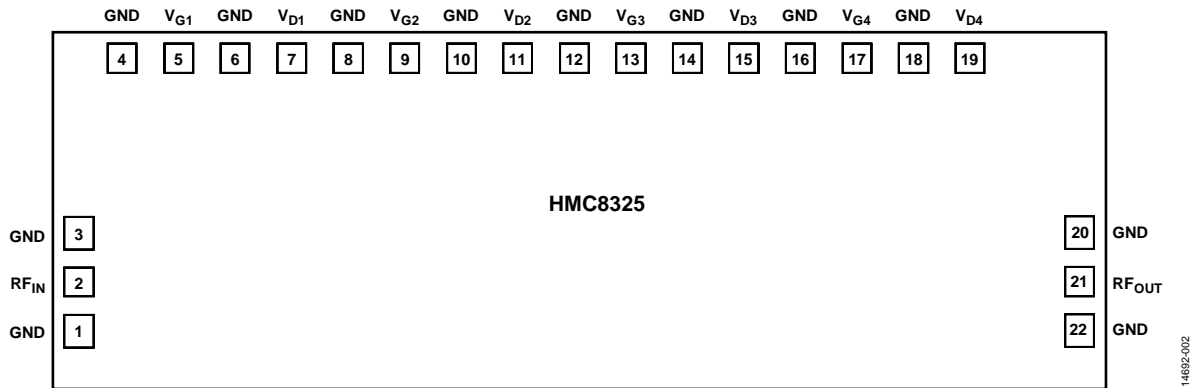 GND V_G1 GND V_D1 GND V_G2 GND V_D2 GND V_G3 GND V_D3 GND V_G4 GND V_D4
4 5 6 7 8 9 10 11 12 13 14 15 16 17 18 19
HMC8325
GND 3 20 GND
RF_IN 2 21 RF_OUT
GND 1 22 GND
14692-002